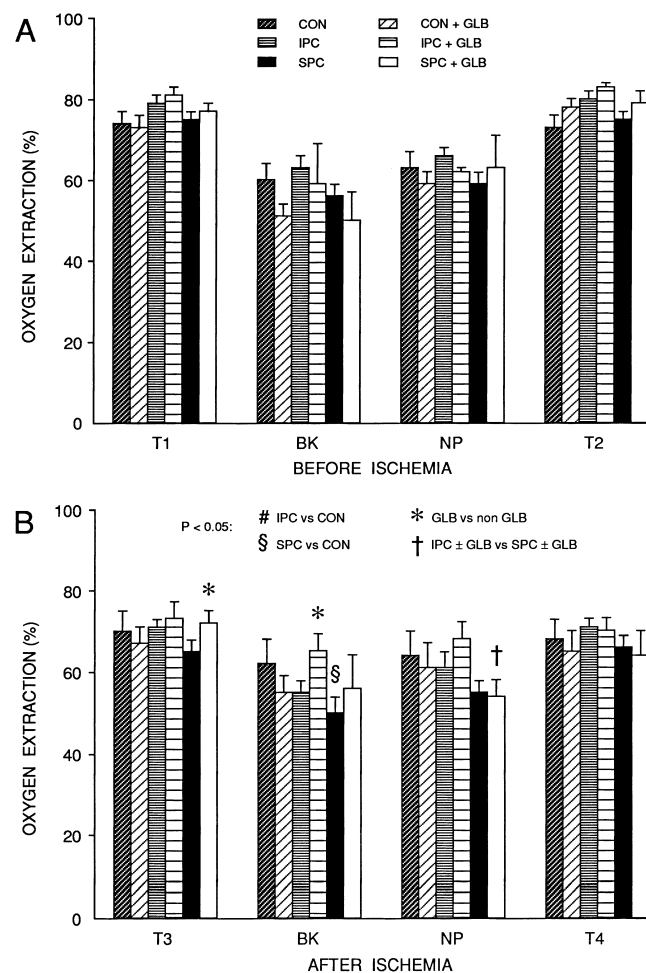 A
CON CON + GLB
IPC IPC + GLB
SPC SPC + GLB
100
80
60
40
20
0
OXYGEN EXTRACTION (%)
T1 BK NP T2
BEFORE ISCHEMIA
B
P < 0.05: # IPC vs CON * GLB vs non GLB
§ SPC vs CON † IPC ± GLB vs SPC ± GLB
100
80
60
40
20
0
OXYGEN EXTRACTION (%)
* * § †
T3 BK NP T4
AFTER ISCHEMIA